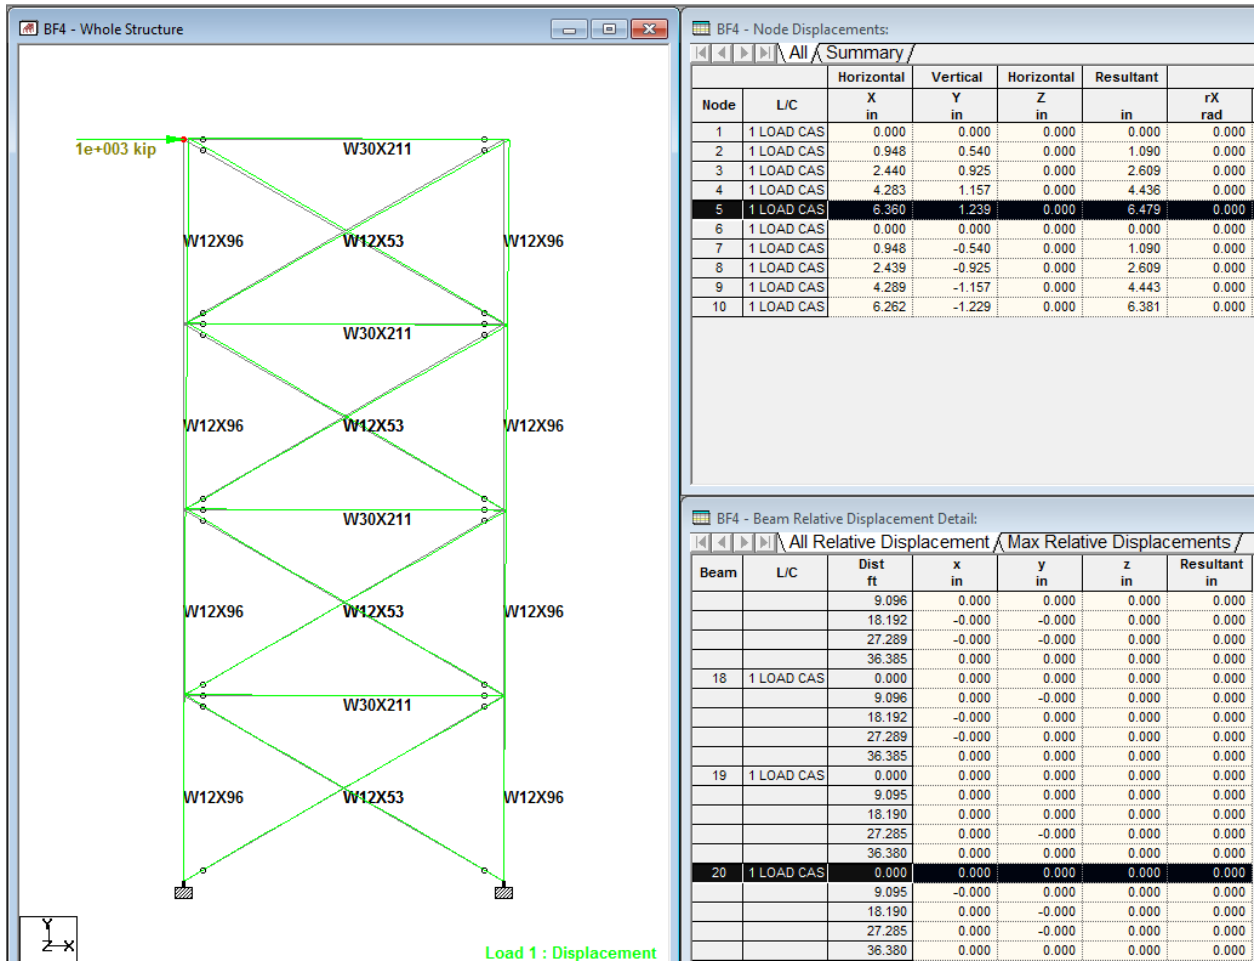 BF4 - Whole Structure
1e+003 kip
W30X211
W12X96 W12X53 W12X96
W30X211
W12X96 W12X53 W12X96
W30X211
W12X96 W12X53 W12X96
W30X211
W12X96 W12X53 W12X96
Y
Z X
Load 1 : Displacement
BF4 - Node Displacements:
All Summary
Horizontal Vertical Horizontal Resultant
Node L/C X in Y in Z in in rX rad
1 1 LOAD CAS 0.000 0.000 0.000 0.000 0.000
2 1 LOAD CAS 0.948 0.540 0.000 1.090 0.000
3 1 LOAD CAS 2.440 0.925 0.000 2.609 0.000
4 1 LOAD CAS 4.283 1.157 0.000 4.436 0.000
5 1 LOAD CAS 6.360 1.239 0.000 6.479 0.000
6 1 LOAD CAS 0.000 0.000 0.000 0.000 0.000
7 1 LOAD CAS 0.948 -0.540 0.000 1.090 0.000
8 1 LOAD CAS 2.439 -0.925 0.000 2.609 0.000
9 1 LOAD CAS 4.289 -1.157 0.000 4.443 0.000
10 1 LOAD CAS 6.262 -1.229 0.000 6.381 0.000
BF4 - Beam Relative Displacement Detail:
All Relative Displacement Max Relative Displacements
Beam L/C Dist ft x in y in z in Resultant in
9.096 0.000 0.000 0.000 0.000
18.192 -0.000 -0.000 0.000 0.000
27.289 -0.000 -0.000 0.000 0.000
36.385 0.000 0.000 0.000 0.000
18 1 LOAD CAS 0.000 0.000 0.000 0.000 0.000
9.096 0.000 -0.000 0.000 0.000
18.192 -0.000 0.000 0.000 0.000
27.289 -0.000 0.000 0.000 0.000
36.385 0.000 0.000 0.000 0.000
19 1 LOAD CAS 0.000 0.000 0.000 0.000 0.000
9.095 0.000 0.000 0.000 0.000
18.190 0.000 0.000 0.000 0.000
27.285 0.000 -0.000 0.000 0.000
36.380 0.000 0.000 0.000 0.000
20 1 LOAD CAS 0.000 0.000 0.000 0.000 0.000
9.095 -0.000 0.000 0.000 0.000
18.190 0.000 -0.000 0.000 0.000
27.285 0.000 -0.000 0.000 0.000
36.380 0.000 0.000 0.000 0.000